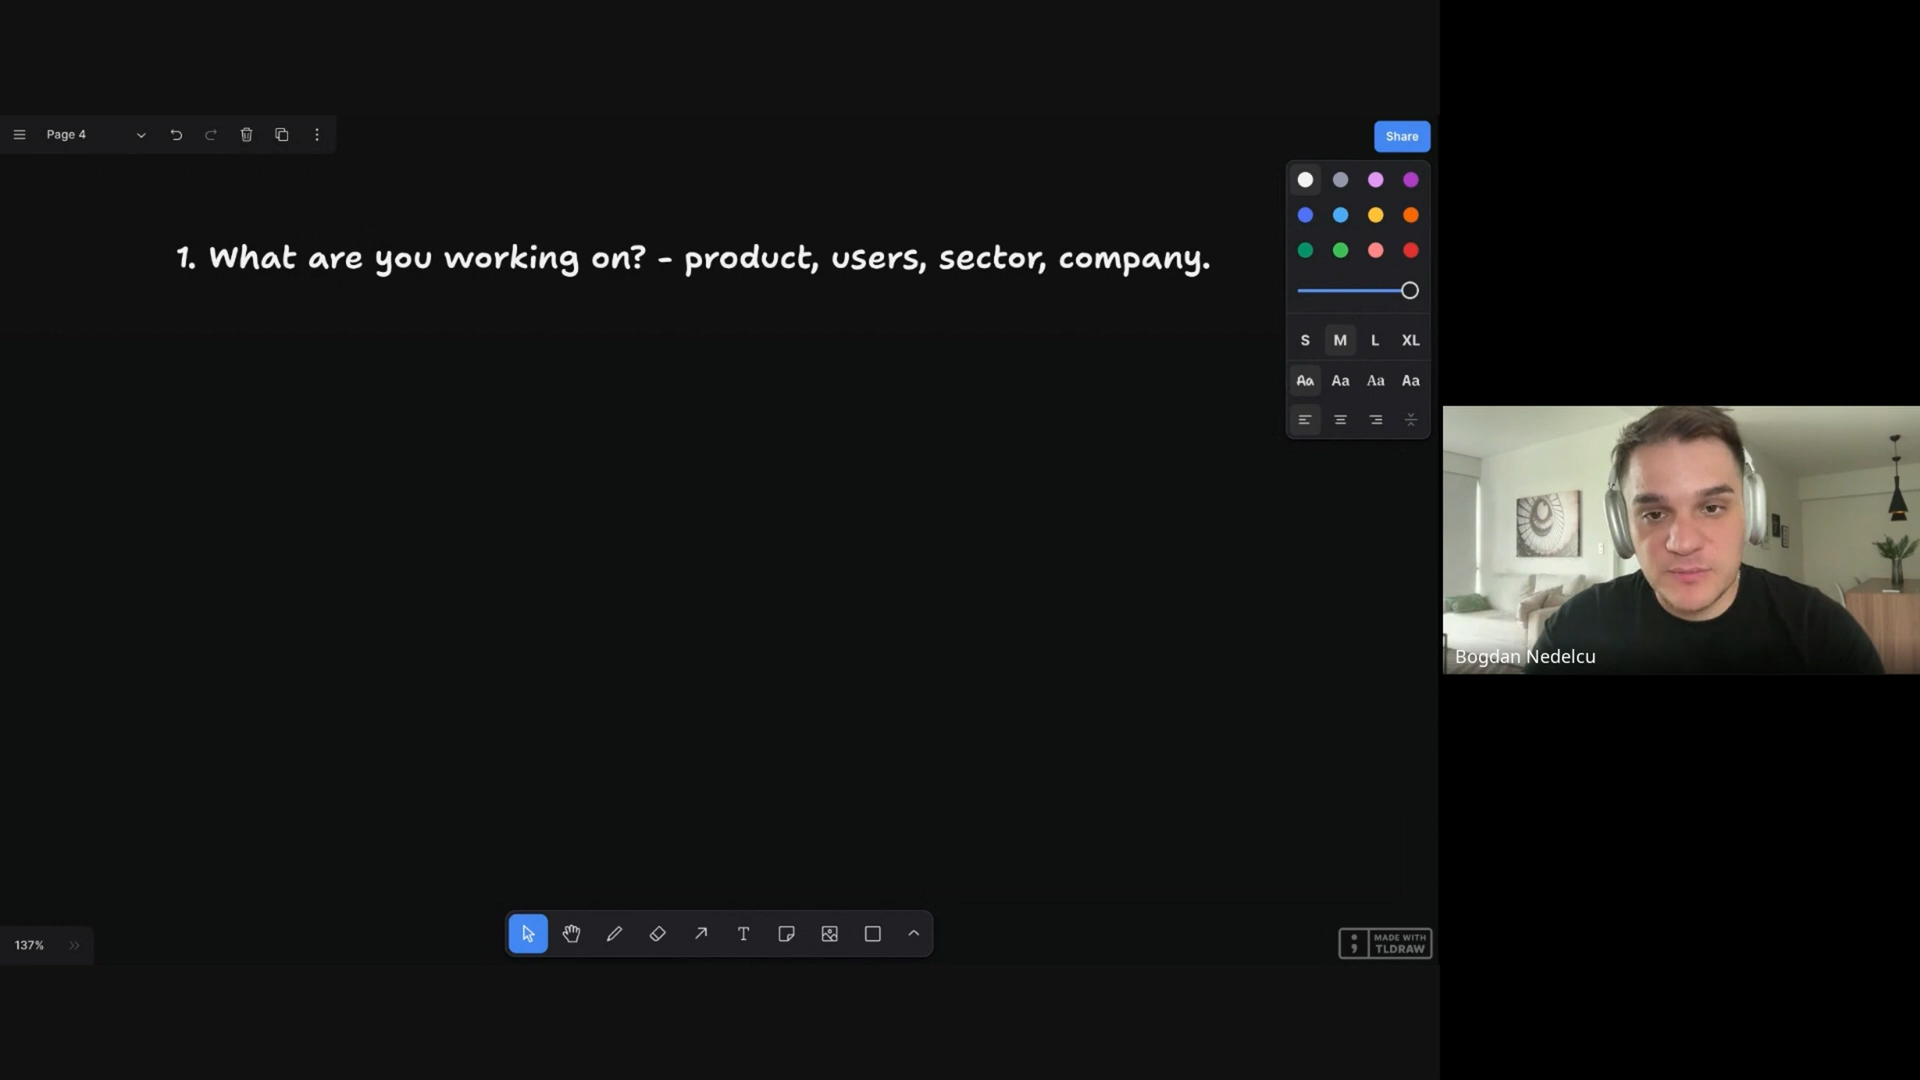 Page 4
Share
1. What are you working on? - product, users, sector, company.
S M L XL
Aa Aa Aa Aa
Bogdan Nedelcu
137%
T
MADE WITH
TLDRAW